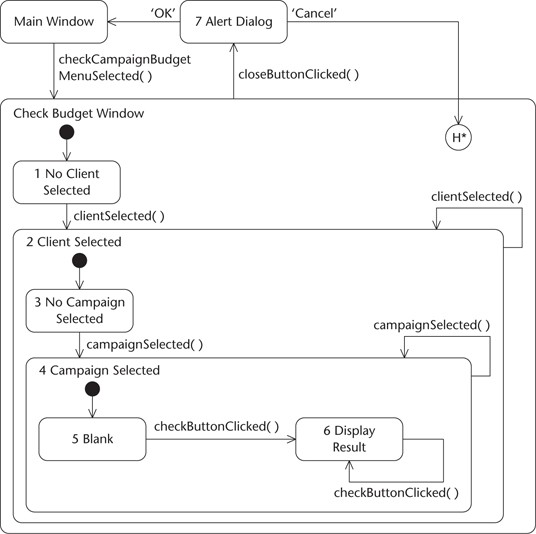 Main Window
'OK'
7 Alert Dialog
'Cancel'
checkCampaignBudget
MenuSelected( )
closeButtonClicked( )
Check Budget Window
H*
1 No Client
Selected
clientSelected( )
clientSelected( )
2 Client Selected
3 No Campaign
Selected
campaignSelected( )
campaignSelected( )
4 Campaign Selected
5 Blank
checkButtonClicked( )
6 Display
Result
checkButtonClicked( )